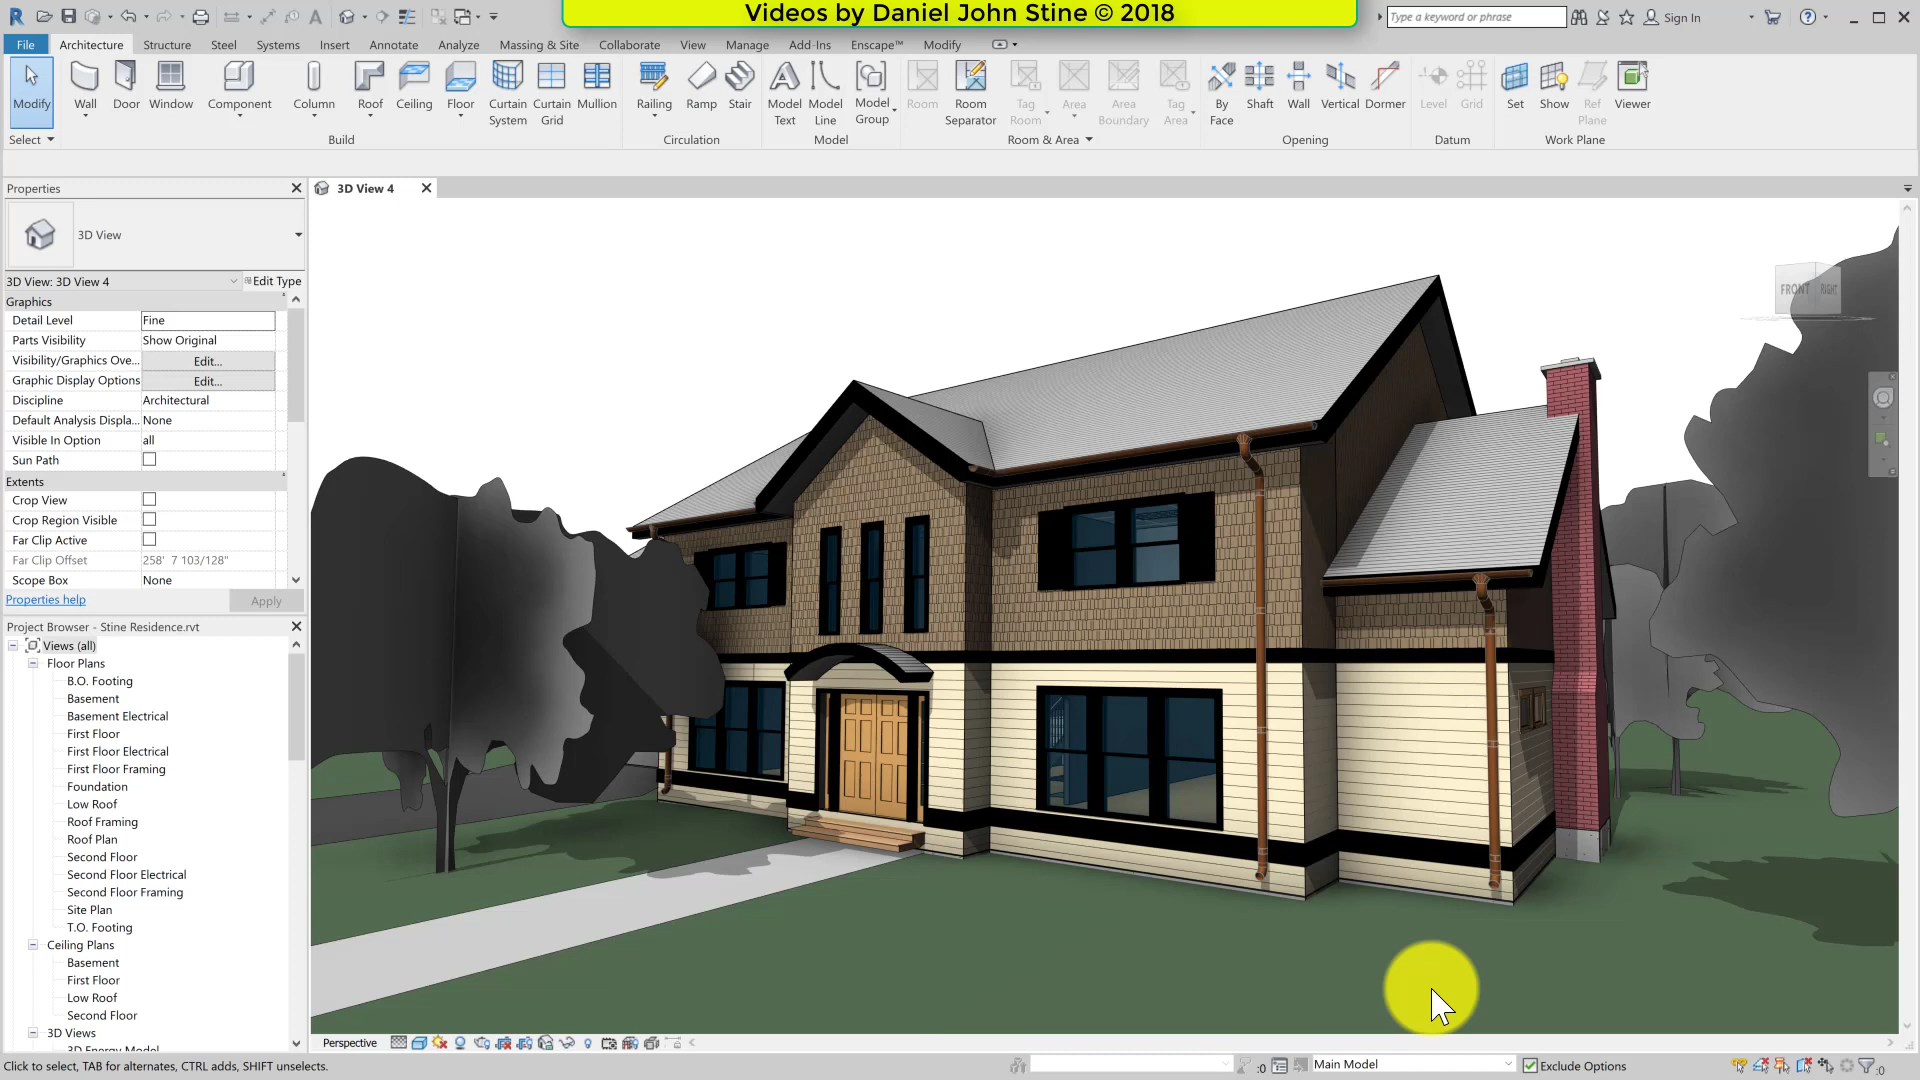 Videos by Daniel John Stine © 2018
Type a keyword or phrase
Sign In
File Architecture Structure Steel Systems Insert Annotate Analyze Massing & Site Collaborate View Manage Add-Ins Enscape™ Modify
Modify Wall Door Window Component Column Roof Ceiling Floor Curtain System Curtain Grid Mullion Railing Ramp Stair Model Text Model Line Model Group Room Room Separator Tag Room Area Area Boundary Tag Area By Face Shaft Wall Vertical Dormer Level Grid Set Show Ref Plane Viewer
Select Build Circulation Model Room & Area Opening Datum Work Plane
Properties
3D View 4
3D View
3D View: 3D View 4 Edit Type
Graphics
Detail Level Fine
Parts Visibility Show Original
Visibility/Graphics Ove... Edit...
Graphic Display Options Edit...
Discipline Architectural
Default Analysis Displa... None
Visible In Option all
Sun Path
Extents
Crop View
Crop Region Visible
Far Clip Active
Far Clip Offset 258' 7 103/128"
Scope Box None
Properties help Apply
FRONT RIGHT
Project Browser - Stine Residence.rvt
Views (all)
Floor Plans
B.O. Footing
Basement
Basement Electrical
First Floor
First Floor Electrical
First Floor Framing
Foundation
Low Roof
Roof Framing
Roof Plan
Second Floor
Second Floor Electrical
Second Floor Framing
Site Plan
T.O. Footing
Ceiling Plans
Basement
First Floor
Low Roof
Second Floor
3D Views
3D Energy Model
Perspective
Click to select, TAB for alternates, CTRL adds, SHIFT unselects.
:0
Main Model
Exclude Options
:0